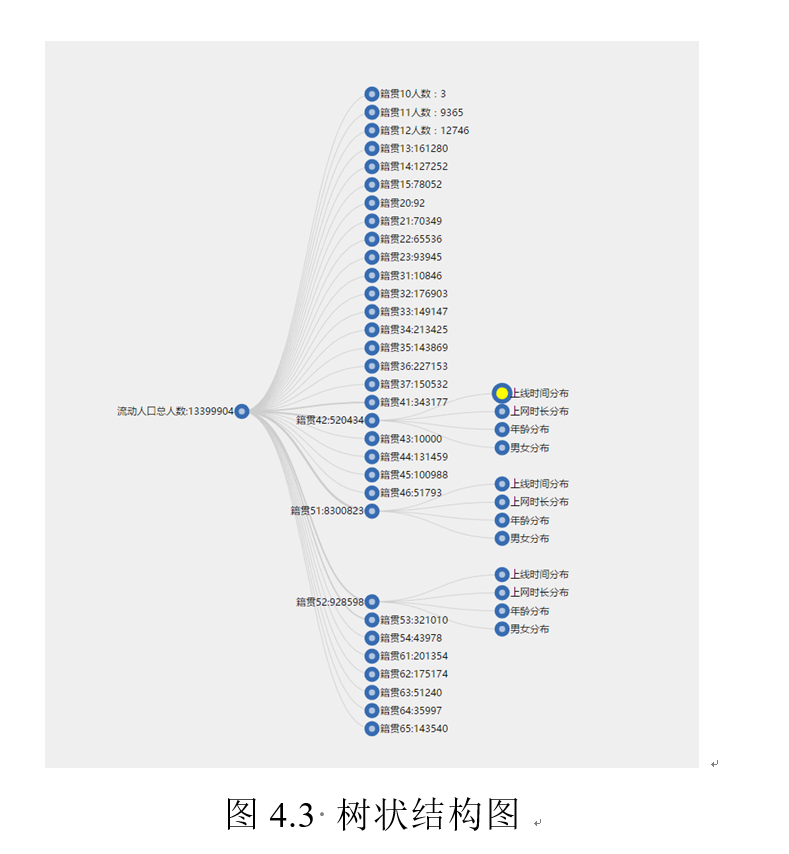 籍贯10人数：3
籍贯11人数：9365
籍贯12人数：12746
籍贯13:161280
籍贯14:127252
籍贯15:78052
籍贯20:92
籍贯21:70349
籍贯22:65536
籍贯23:93945
籍贯31:10846
籍贯32:176903
籍贯33:149147
籍贯34:213425
籍贯35:143869
籍贯36:227153
籍贯37:150532
籍贯41:343177
流动人口总人数:13399904
籍贯42:520434
上线时间分布
上网时长分布
年龄分布
男女分布
籍贯43:10000
籍贯44:131459
籍贯45:100988
籍贯46:51793
籍贯51:8300823
上线时间分布
上网时长分布
年龄分布
男女分布
籍贯52:928598
上线时间分布
上网时长分布
年龄分布
男女分布
籍贯53:321010
籍贯54:43978
籍贯61:201354
籍贯62:175174
籍贯63:51240
籍贯64:35997
籍贯65:143540
图 4.3 树状结构图